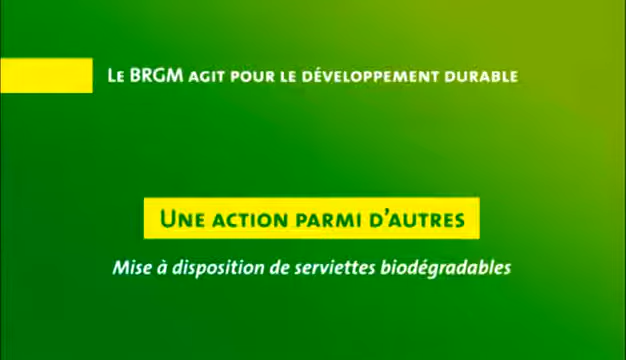 Le BRGM agit pour le développement durable
Une action parmi d'autres
Mise à disposition de serviettes biodégradables